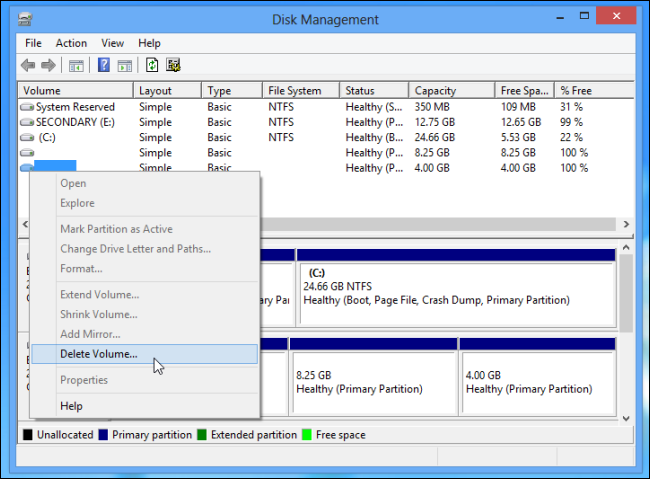 Disk Management
File Action View Help
Volume Layout Type File System Status Capacity Free Spa... % Free
System Reserved Simple Basic NTFS Healthy (S... 350 MB 109 MB 31 %
SECONDARY (E:) Simple Basic NTFS Healthy (P... 12.75 GB 12.65 GB 99 %
(C:) Simple Basic NTFS Healthy (B... 24.66 GB 5.53 GB 22 %
Simple Basic Healthy (P... 8.25 GB 8.25 GB 100 %
Simple Basic Healthy (P... 4.00 GB 4.00 GB 100 %
Open
Explore
Mark Partition as Active
Change Drive Letter and Paths...
Format...
Extend Volume...
Shrink Volume...
Add Mirror...
Delete Volume...
Properties
Help
(C:)
24.66 GB NTFS
Healthy (Boot, Page File, Crash Dump, Primary Partition)
8.25 GB
Healthy (Primary Partition)
4.00 GB
Healthy (Primary Partition)
Unallocated Primary partition Extended partition Free space